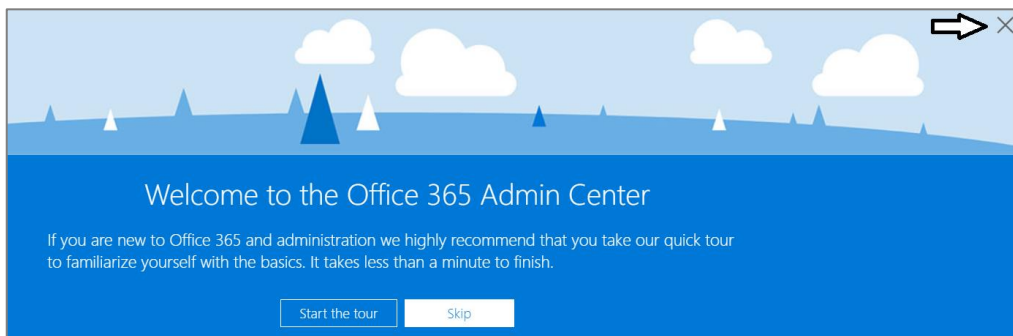 Welcome to the Office 365 Admin Center
If you are new to Office 365 and administration we highly recommend that you take our quick tour
to familiarize yourself with the basics. It takes less than a minute to finish.
Start the tour
Skip